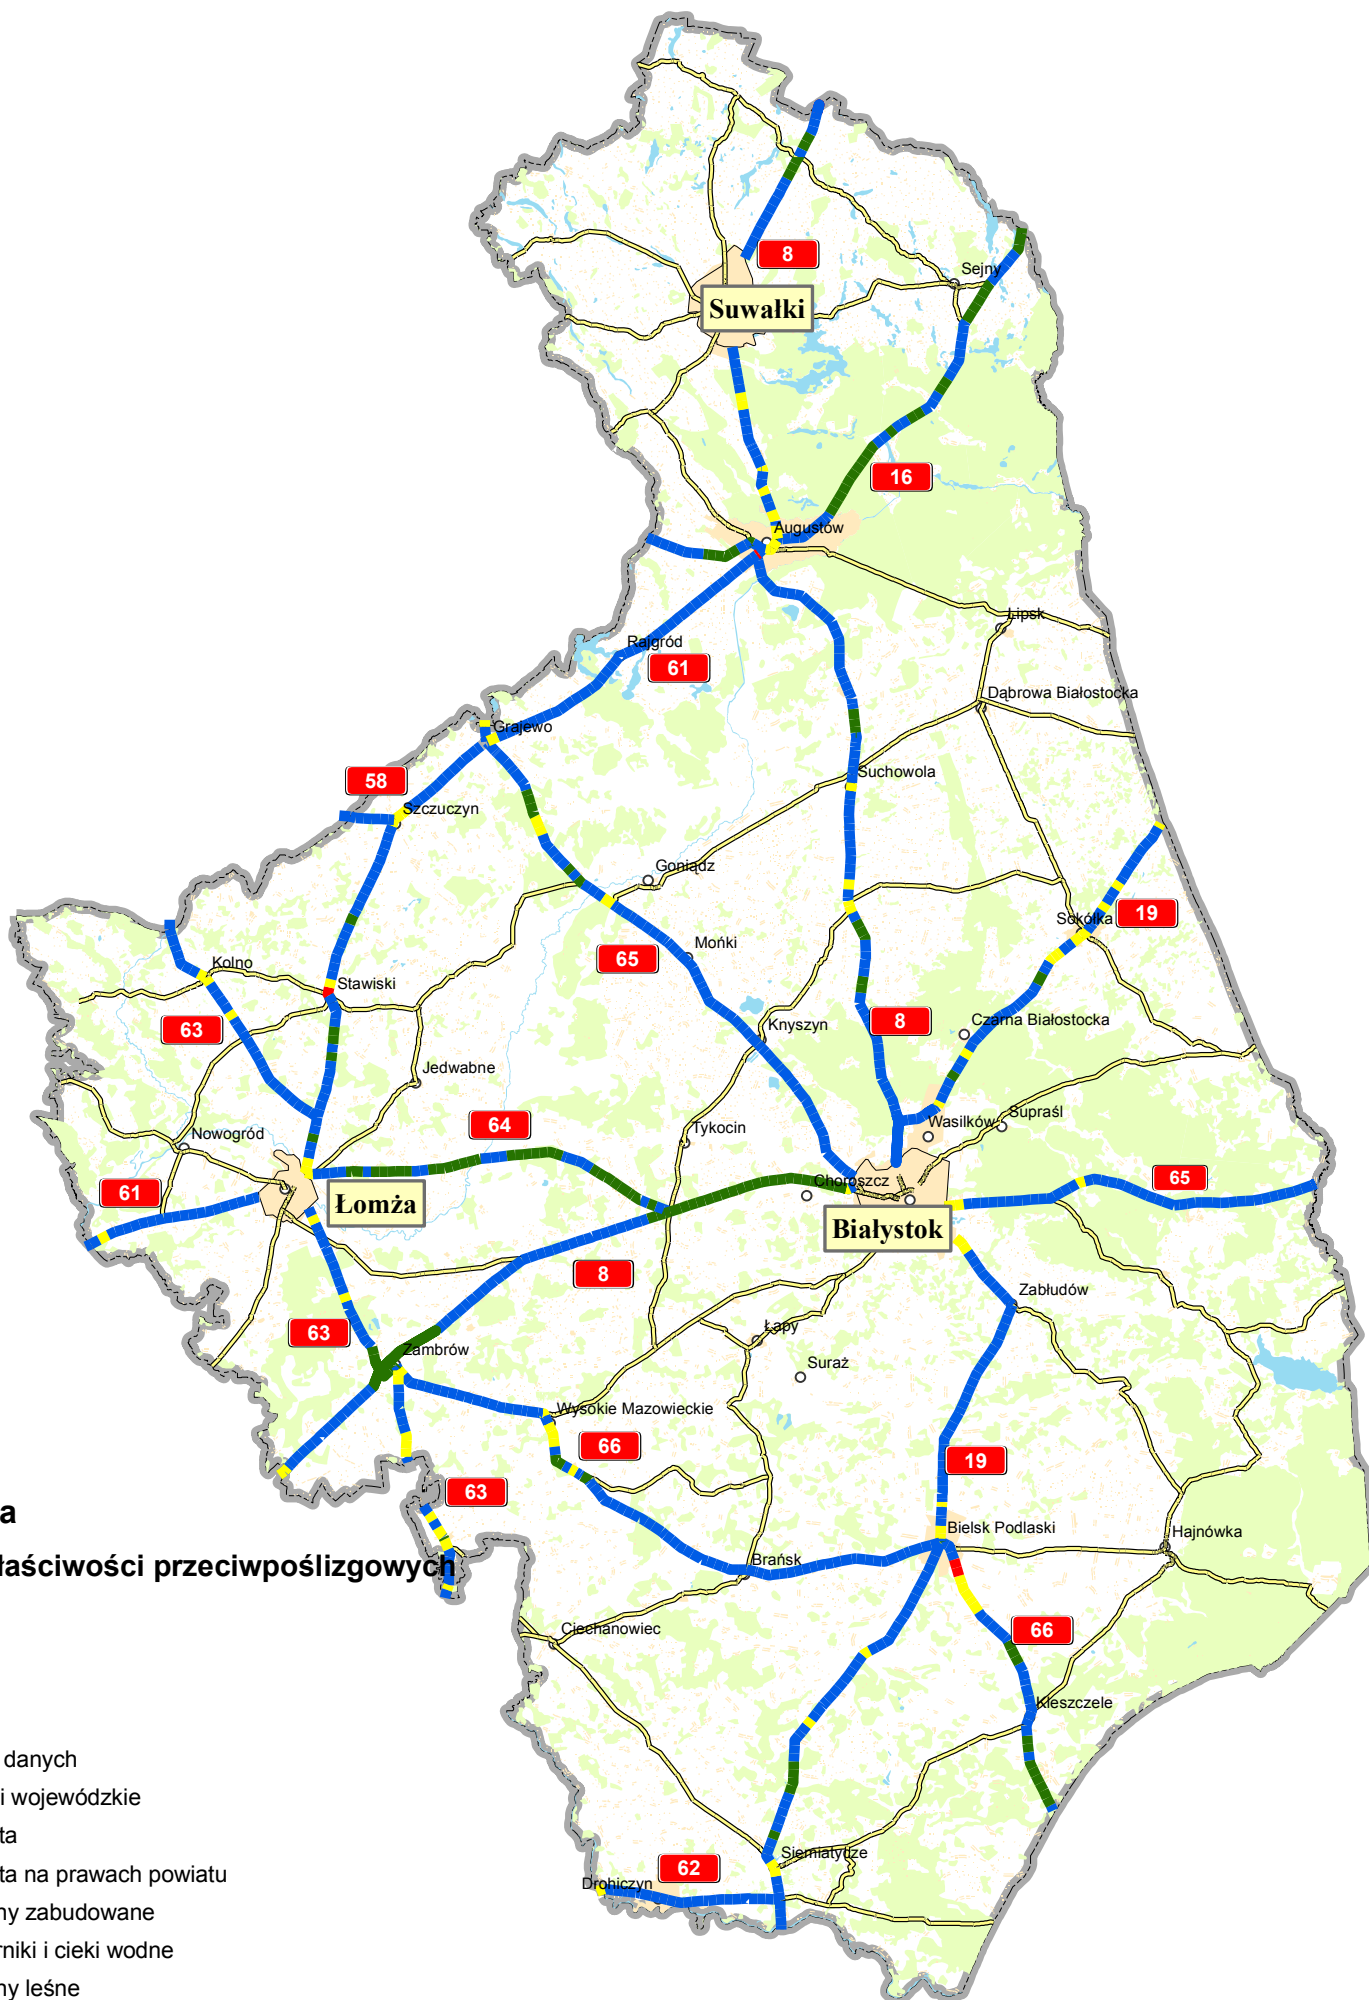 8
Sejny
Suwałki
16
Augustów
Lipsk
Rajgród
61
Dąbrowa Białostocka
Grajewo
58
Suchowola
Szczuczyn
Goniądz
19
Sokółka
Mońki
65
Kolno
Stawiski
63
8
Knyszyn
Czarna Białostocka
Jedwabne
64
Supraśl
Wasilków
Nowogród
Tykocin
61
65
Choroszcz
Łomża
Białystok
8
Zabłudów
63
Łapy
Zambrów
Suraż
Wysokie Mazowieckie
66
19
63
a
Bielsk Podlaski
Hajnówka
łaściwości przeciwpoślizgowych
Brańsk
Ciechanowiec
66
Kleszczele
danych
i wojewódzkie
ta
Siemiatycze
62
ta na prawach powiatu
Drohiczyn
ny zabudowane
rniki i cieki wodne
ny leśne